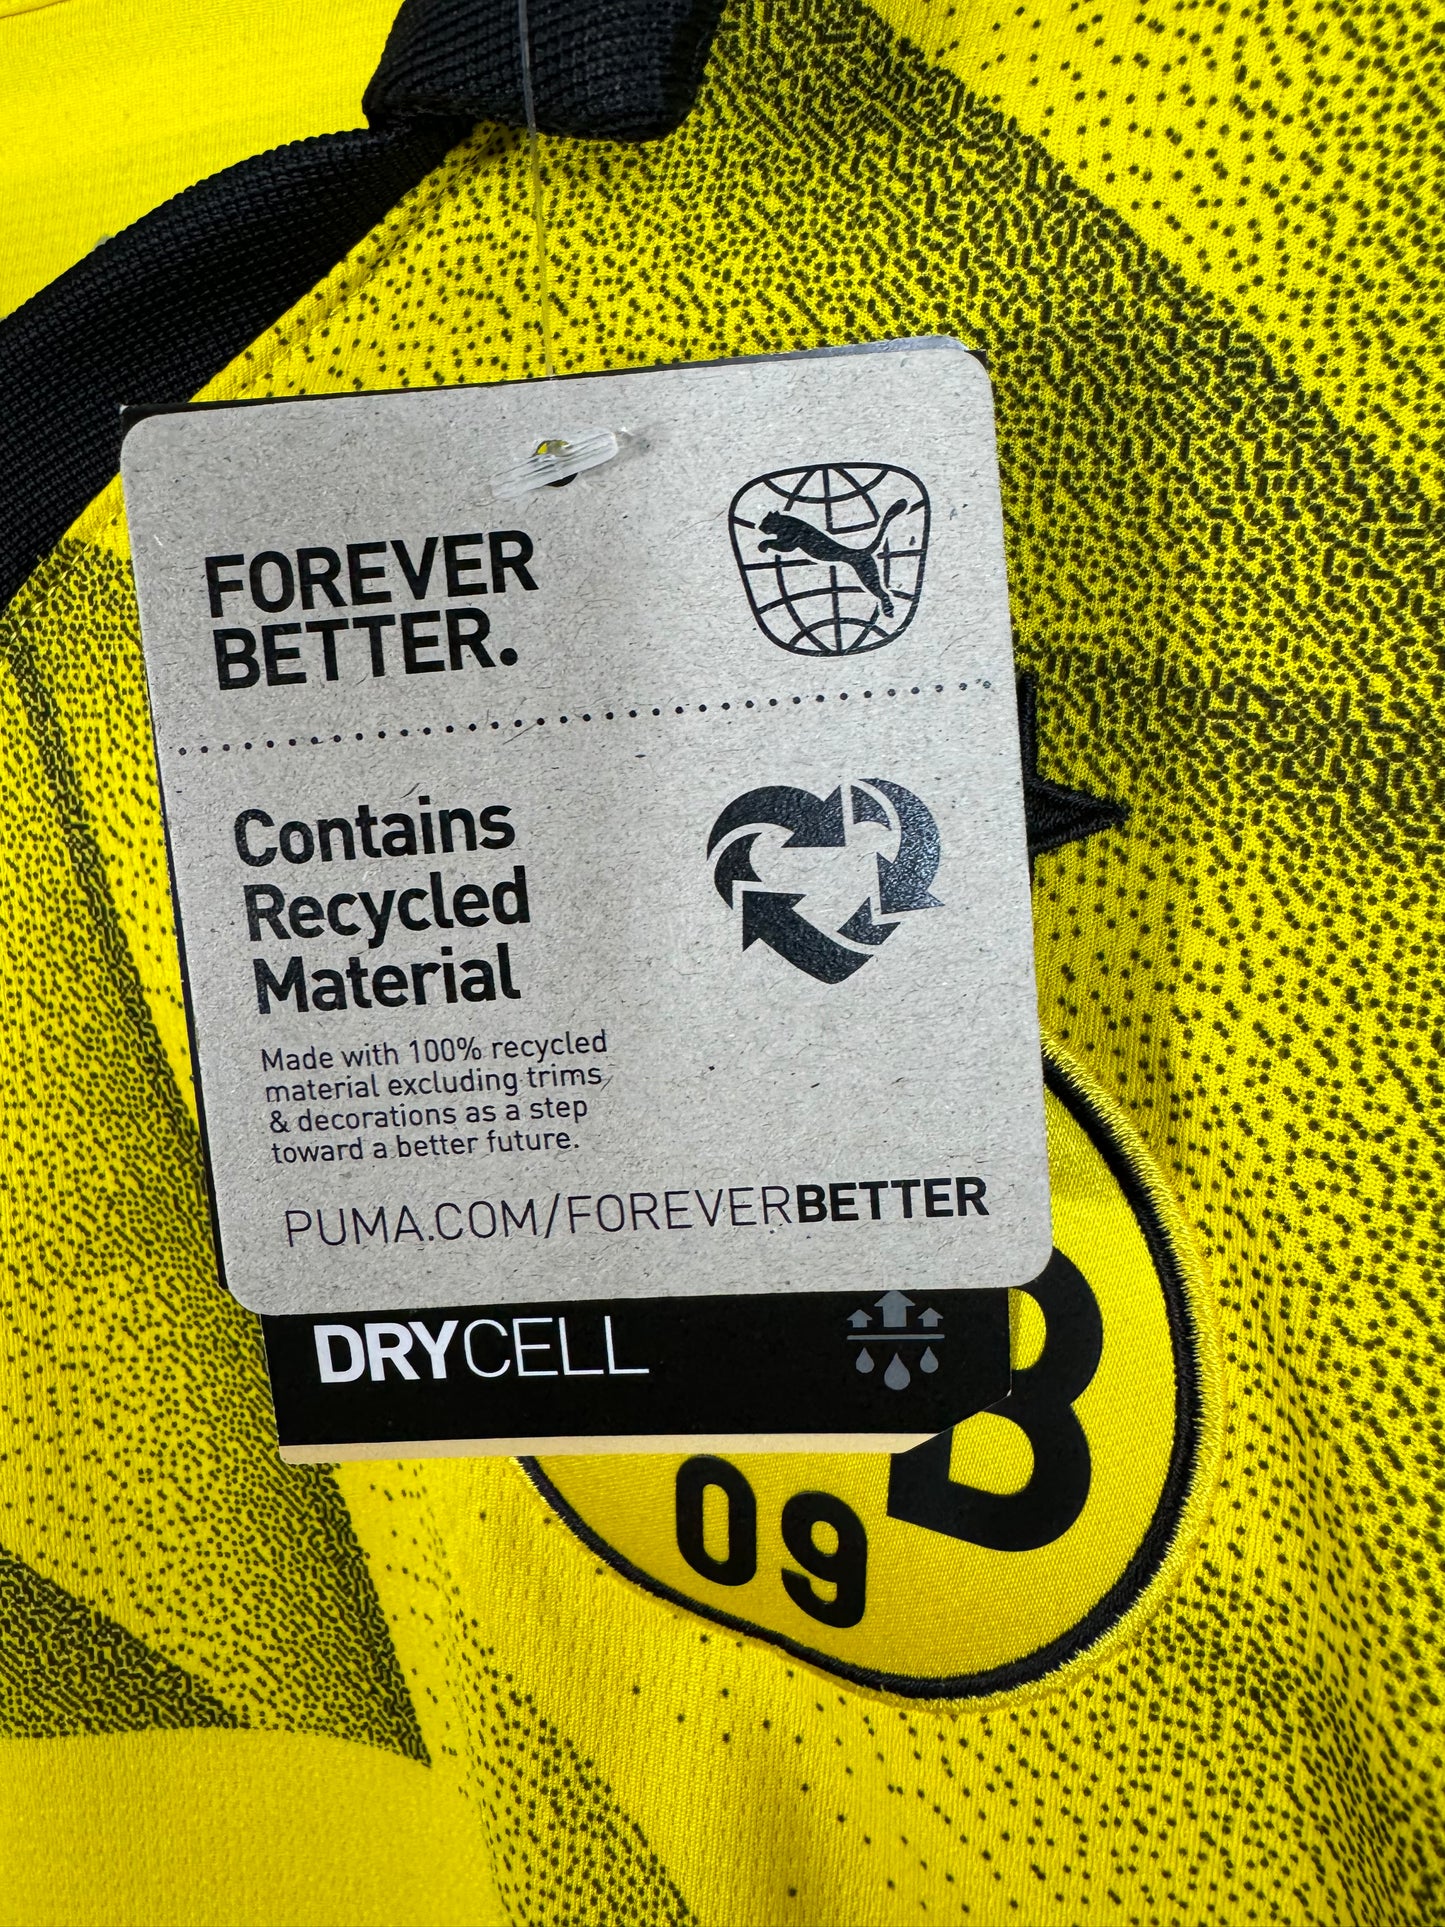 FOREVER
BETTER.
Contains
Recycled
Material
Made with 100% recycled
material excluding trims
& decorations as a step
toward a better future.
PUMA.COM/FOREVERBETTER
DRYCELL
B
09